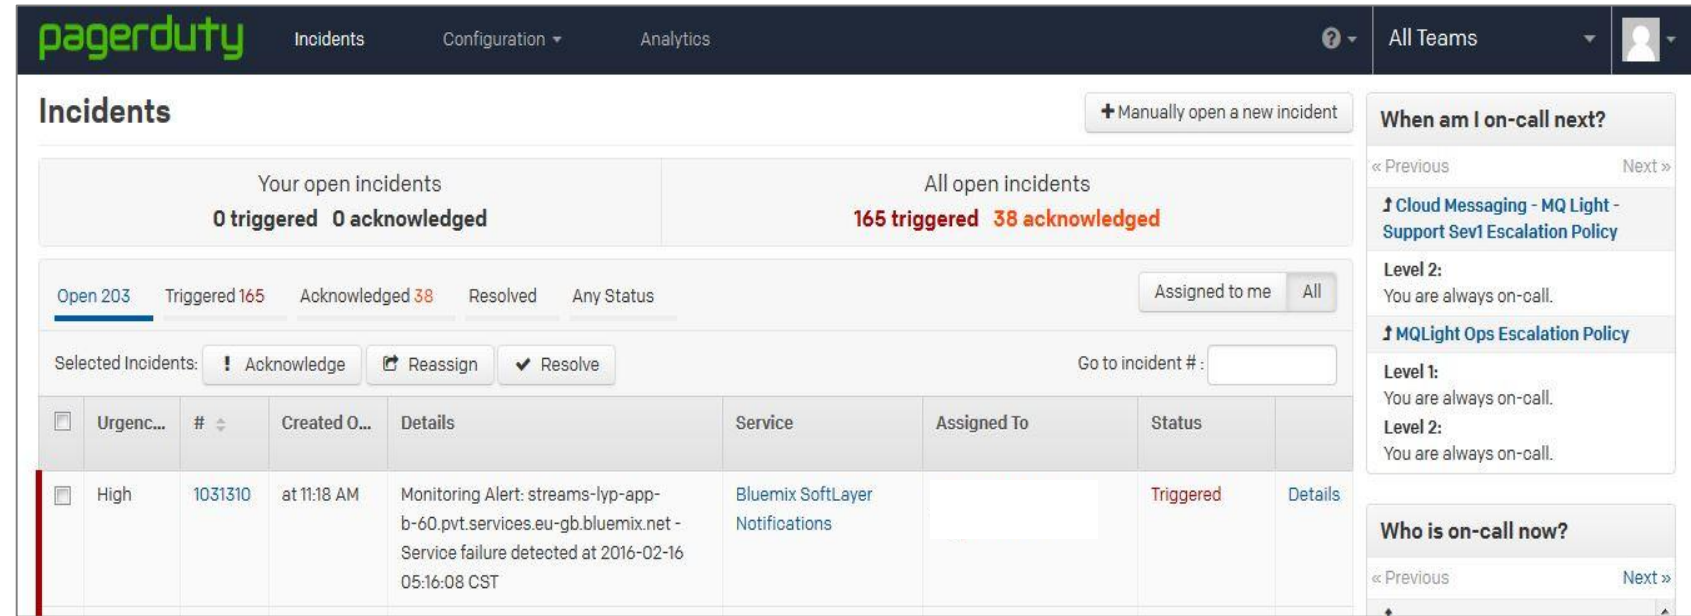 pagerduty
Incidents
Configuration
Analytics
?
All Teams
Incidents
+ Manually open a new incident
Your open incidents
0 triggered 0 acknowledged
All open incidents
165 triggered 38 acknowledged
Open 203
Triggered 165
Acknowledged 38
Resolved
Any Status
Assigned to me
All
Selected Incidents:
! Acknowledge
Reassign
✔ Resolve
Go to incident # :
Urgenc...
#
Created O...
Details
Service
Assigned To
Status
High
1031310
at 11:18 AM
Monitoring Alert: streams-lyp-app-
b-60.pvt.services.eu-gb.bluemix.net -
Service failure detected at 2016-02-16
05:16:08 CST
Bluemix SoftLayer
Notifications
Triggered
Details
When am I on-call next?
« Previous
Next »
Cloud Messaging - MQ Light -
Support Sev1 Escalation Policy
Level 2:
You are always on-call.
MQLight Ops Escalation Policy
Level 1:
You are always on-call.
Level 2:
You are always on-call.
Who is on-call now?
« Previous
Next »